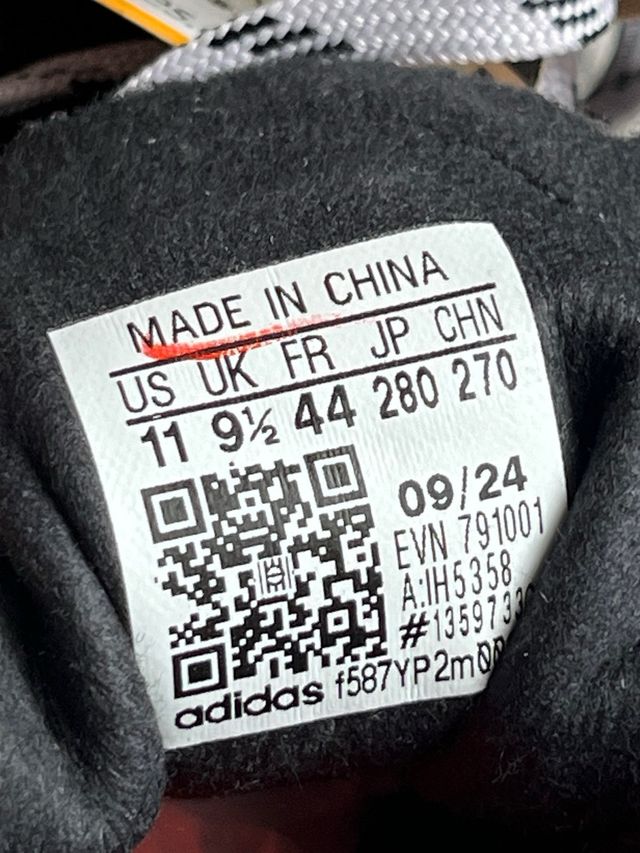 MADE IN CHINA
US UK FR JP CHN
11 9½ 44 280 270
09/24
EVN 791001
A:IH5358
adidas